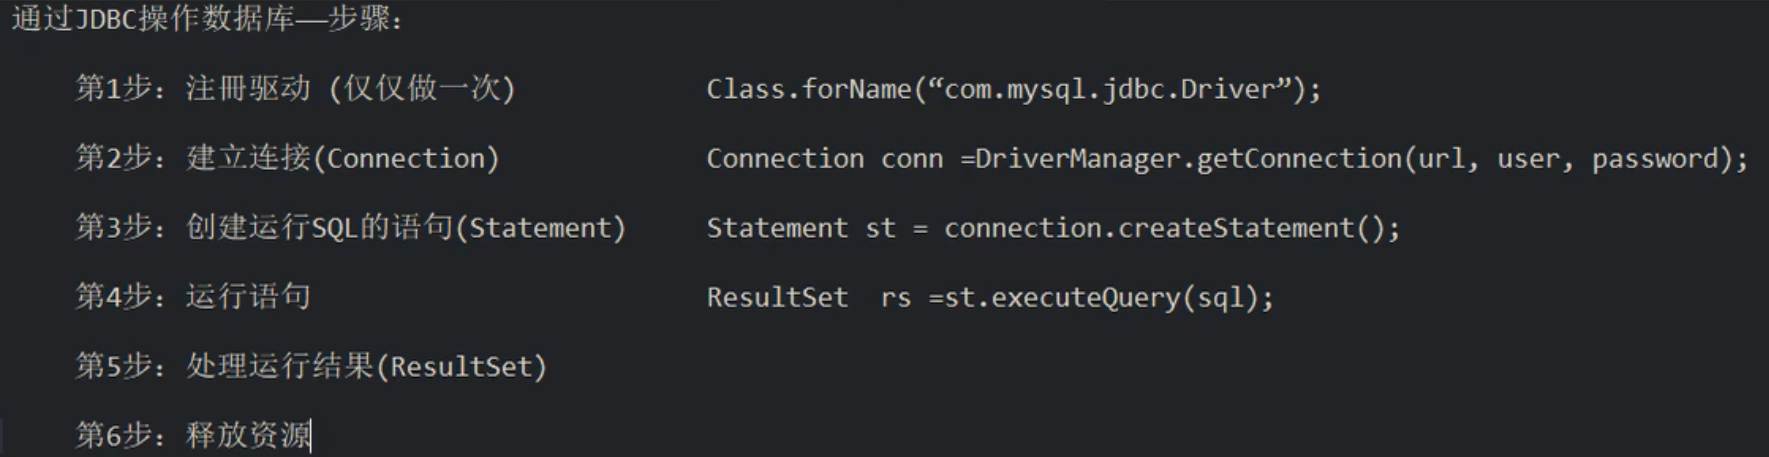 通过JDBC操作数据库——步骤：
第1步：注冊驱动 (仅仅做一次) Class.forName(“com.mysql.jdbc.Driver”);
第2步：建立连接(Connection) Connection conn =DriverManager.getConnection(url, user, password);
第3步：创建运行SQL的语句(Statement) Statement st = connection.createStatement();
第4步：运行语句 ResultSet  rs =st.executeQuery(sql);
第5步：处理运行结果(ResultSet)
第6步：释放资源